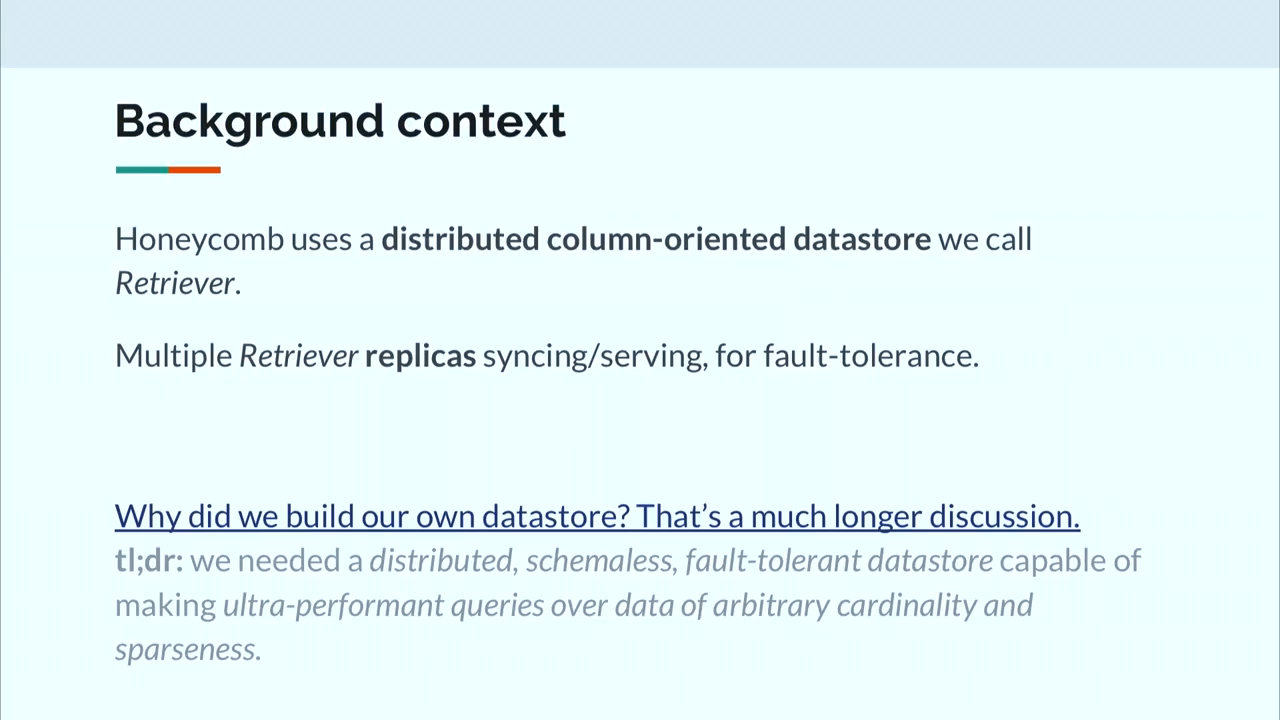 Background context
Honeycomb uses a distributed column-oriented datastore we call
Retriever.
Multiple Retriever replicas syncing/serving, for fault-tolerance.
Why did we build our own datastore? That’s a much longer discussion.
tl;dr: we needed a distributed, schemaless, fault-tolerant datastore capable of
making ultra-performant queries over data of arbitrary cardinality and
sparseness.